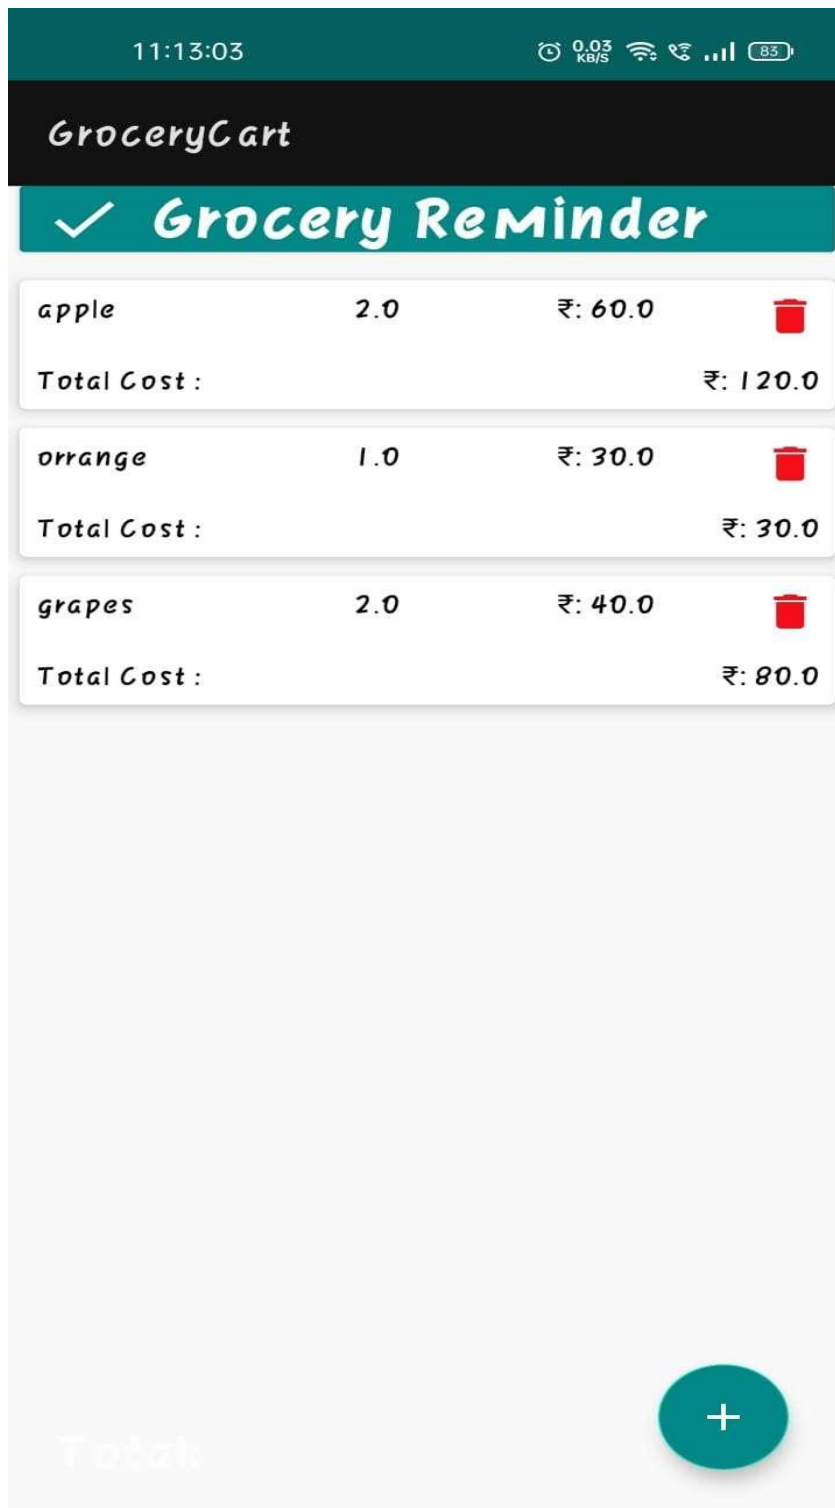 11:13:03 0.03 KB/S 83
GroceryCart
Grocery Reminder
apple 2.0 ₹: 60.0
Total Cost : ₹: 120.0
orrange 1.0 ₹: 30.0
Total Cost : ₹: 30.0
grapes 2.0 ₹: 40.0
Total Cost : ₹: 80.0
+
Total: